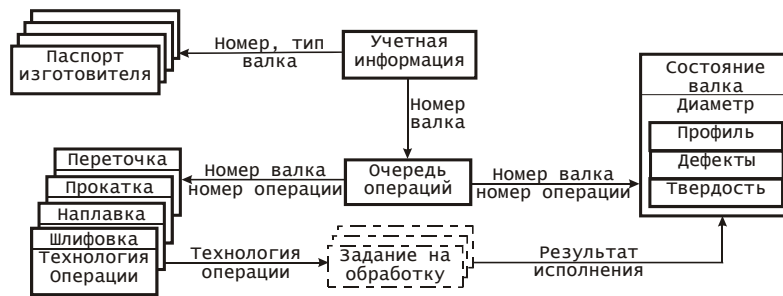 Паспорт
изготовителя
Номер, тип
валка
Учетная
информация
Номер
валка
Состояние
валка
Диаметр
Профиль
Дефекты
Твердость
Переточка
Прокатка
Наплавка
Шлифовка
Технология
Операции
Номер валка
номер операции
Очередь
операций
Номер валка
номер операции
Технология
операции
Задание на
обработку
Результат
исполнения